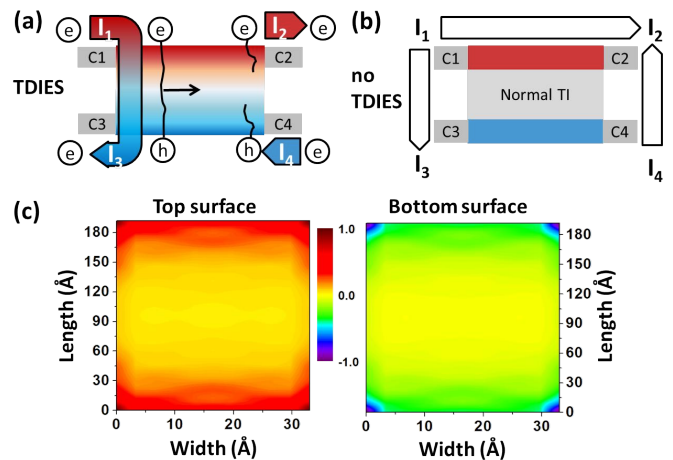 (a)
e I₁ e e I₂ e
C1 C2
TDIES
C3 C4
e I₃ h h I₄ e
(b)
I₁ I₂
C1 C2
no
TDIES
Normal TI
C3 C4
I₃ I₄
(c)
Top surface
Bottom surface
Length (Å)
180
150
120
90
60
30
0
0 10 20 30
Width (Å)
1.0
0.0
-1.0
180
150
120
90
60
30
0
Length (Å)
0 10 20 30
Width (Å)